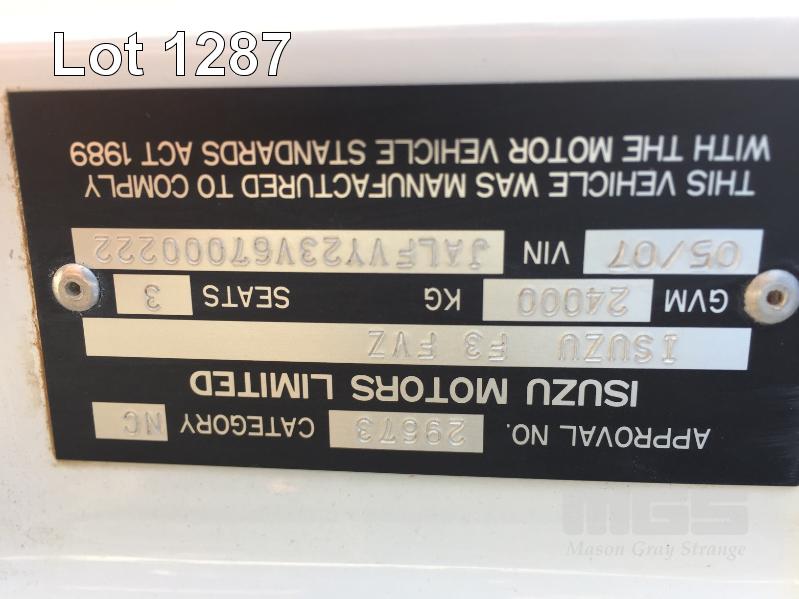 Lot 1287
APPROVAL NO. 29673 CATEGORY NC
ISUZU MOTORS LIMITED
ISUZU F3 FVZ
GVM 24000 KG SEATS 3
05/07 VIN JALFVY23V67000222
THIS VEHICLE WAS MANUFACTURED TO COMPLY
WITH THE MOTOR VEHICLE STANDARDS ACT 1989
MGS
Mason Gray Strange